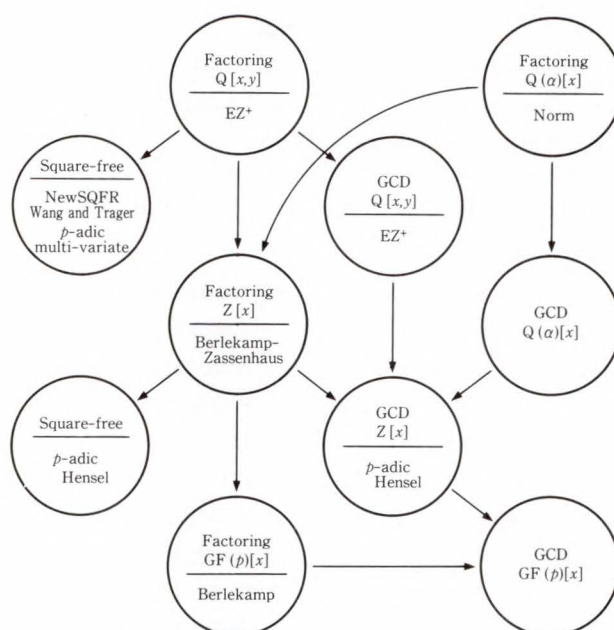 Factoring
Q [x,y]
EZ⁺
Factoring
Q (α)[x]
Norm
Square-free
NewSQFR
Wang and Trager
p-adic
multi-variate
GCD
Q [x,y]
EZ⁺
Factoring
Z [x]
Berlekamp-
Zassenhaus
GCD
Q (α)[x]
Square-free
p-adic
Hensel
GCD
Z [x]
p-adic
Hensel
Factoring
GF (p)[x]
Berlekamp
GCD
GF (p)[x]